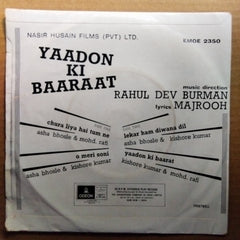 NASIR HUSAIN FILMS (PVT) LTD.
EMOE 2350
YAADON
KI
BAARAAT
music direction
RAHUL DEV BURMAN
lyrics MAJROOH
chura liya hai tum ne
asha bhosle & mohd. rafi
o meri soni
asha bhosle & kishore kumar
lekar ham diwana dil
asha bhosle & kishore kumar
yaadon ki baarat
kishore kumar & mohd. rafi
ODEON